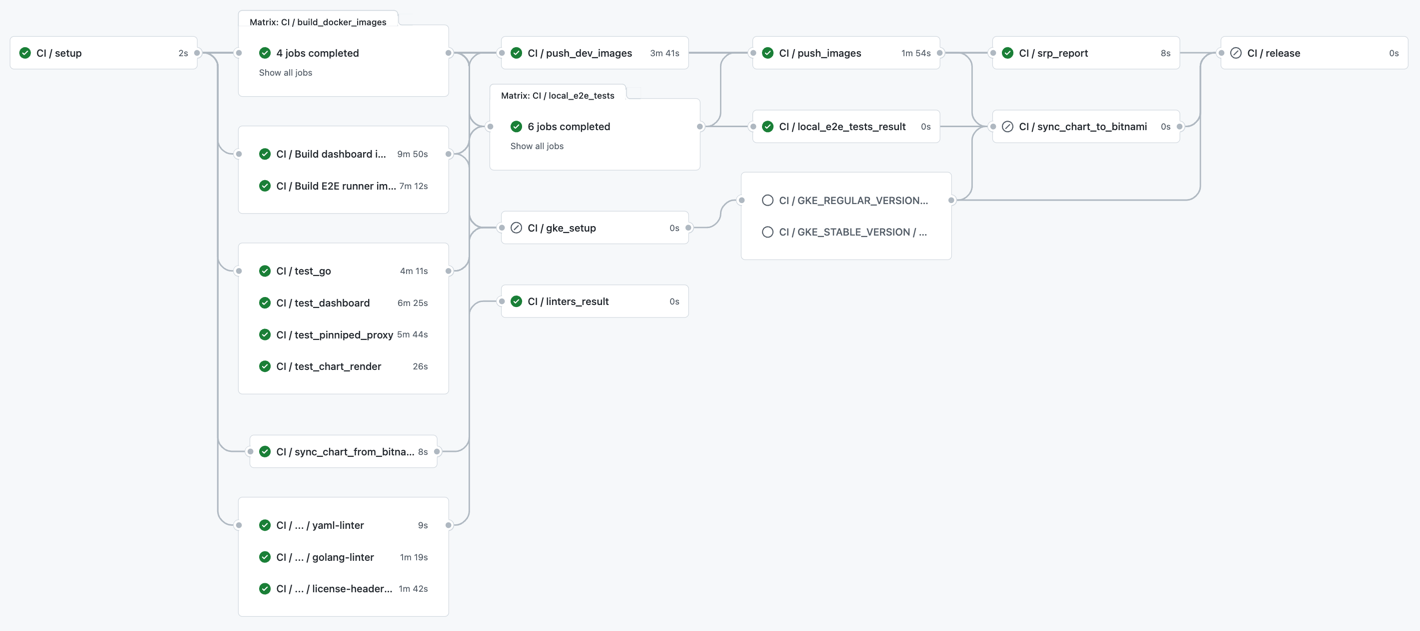 CI / setup 2s
Matrix: CI / build_docker_images
4 jobs completed
Show all jobs
CI / Build dashboard i... 9m 50s
CI / Build E2E runner im... 7m 12s
CI / test_go 4m 11s
CI / test_dashboard 6m 25s
CI / test_pinniped_proxy 5m 44s
CI / test_chart_render 26s
CI / sync_chart_from_bitna... 8s
CI / ... / yaml-linter 9s
CI / ... / golang-linter 1m 19s
CI / ... / license-header... 1m 42s
CI / push_dev_images 3m 41s
Matrix: CI / local_e2e_tests
6 jobs completed
Show all jobs
CI / gke_setup 0s
CI / linters_result 0s
CI / push_images 1m 54s
CI / local_e2e_tests_result 0s
CI / GKE_REGULAR_VERSION...
CI / GKE_STABLE_VERSION / ...
CI / srp_report 8s
CI / sync_chart_to_bitnami 0s
CI / release 0s